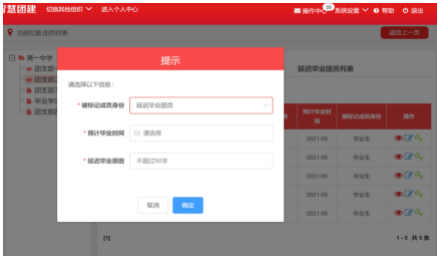 智慧团建 切换其他组织 进入个人中心
操作中心 39 系统设置 帮助 退出
当前位置:团员列表 返回上一页
第一中学
团支部
团支部
团支部
毕业学生
团支部
延迟毕业团员列表
提示
请选择以下信息:
* 被标记成员身份 延迟毕业团员
* 预计毕业时间 请选择
* 延迟毕业原因 不超过50字
取消 确定
预计毕业时间 被标记成员身份 操作
2021-06 毕业生
2021-06 毕业生
2021-06 毕业生
2021-06 毕业生
2021-06 毕业生
[1] 1 - 5 共 5 条